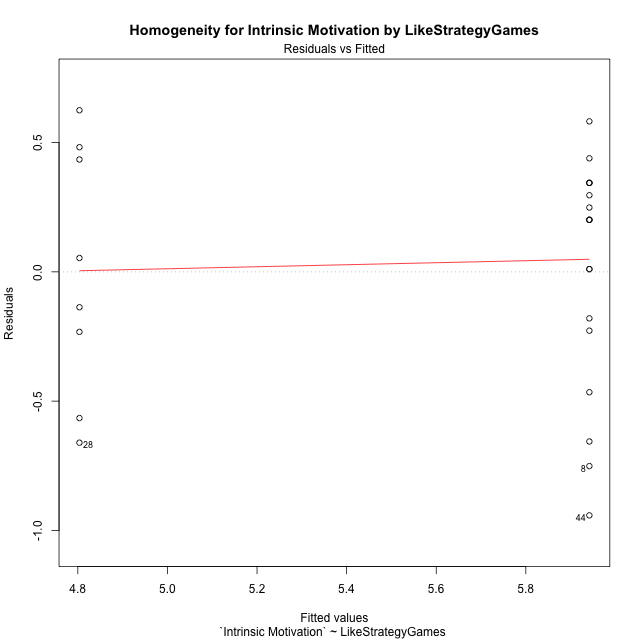 Homogeneity for Intrinsic Motivation by LikeStrategyGames
Residuals vs Fitted
Residuals
0.5
0.0
-0.5
-1.0
28
8
44
4.8 5.0 5.2 5.4 5.6 5.8
Fitted values
`Intrinsic Motivation` ~ LikeStrategyGames